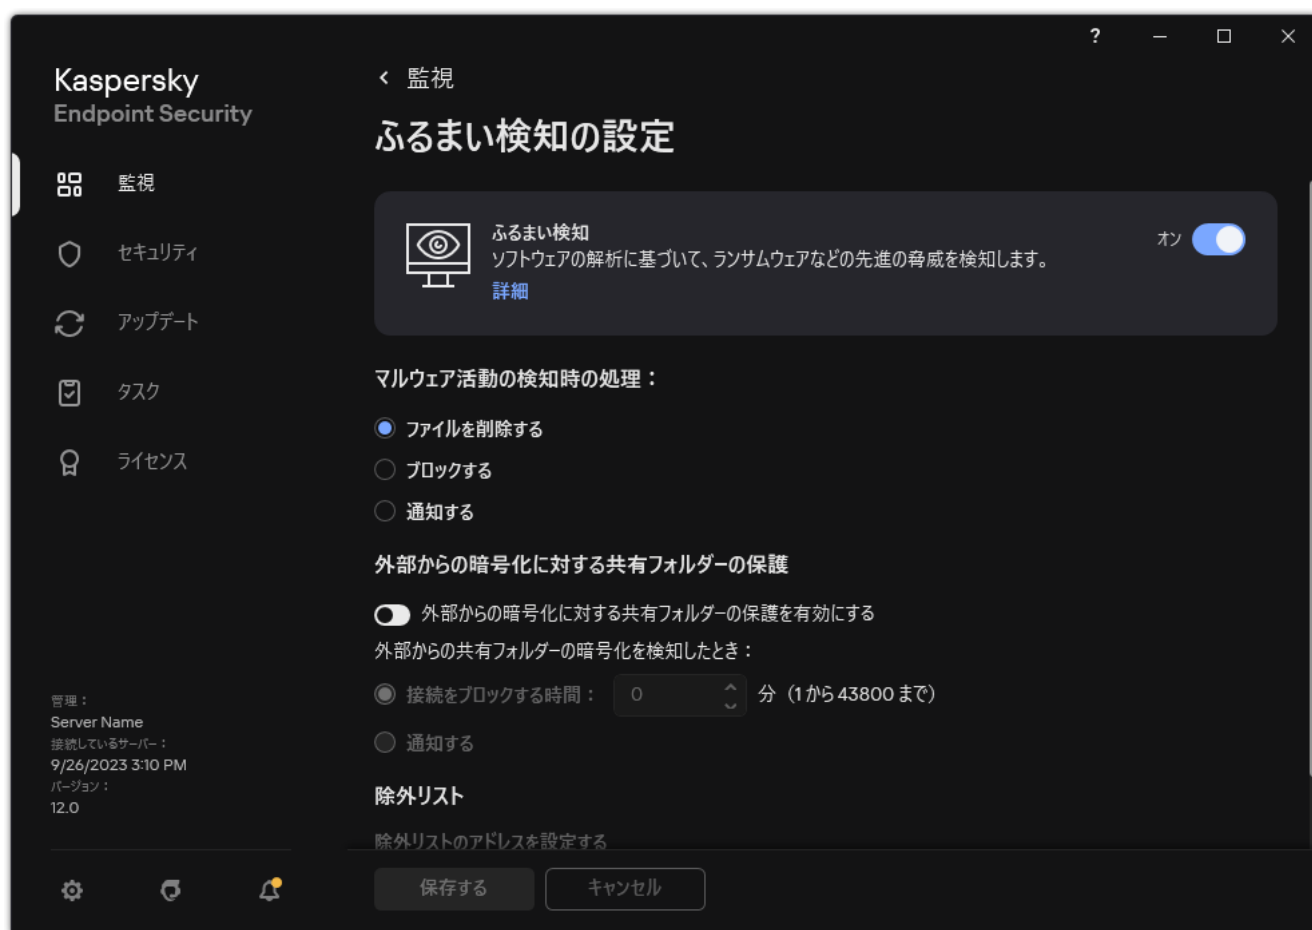 ?
Kaspersky
Endpoint Security
監視
セキュリティ
アップデート
タスク
ライセンス
管理：
Server Name
接続しているサーバー：
9/26/2023 3:10 PM
バージョン：
12.0
監視
ふるまい検知の設定
ふるまい検知
ソフトウェアの解析に基づいて、ランサムウェアなどの先進の脅威を検知します。
詳細
オン
マルウェア活動の検知時の処理：
ファイルを削除する
ブロックする
通知する
外部からの暗号化に対する共有フォルダーの保護
外部からの暗号化に対する共有フォルダーの保護を有効にする
外部からの共有フォルダーの暗号化を検知したとき：
接続をブロックする時間： 0 分（1から43800まで）
通知する
除外リスト
除外リストのアドレスを設定する
保存する
キャンセル